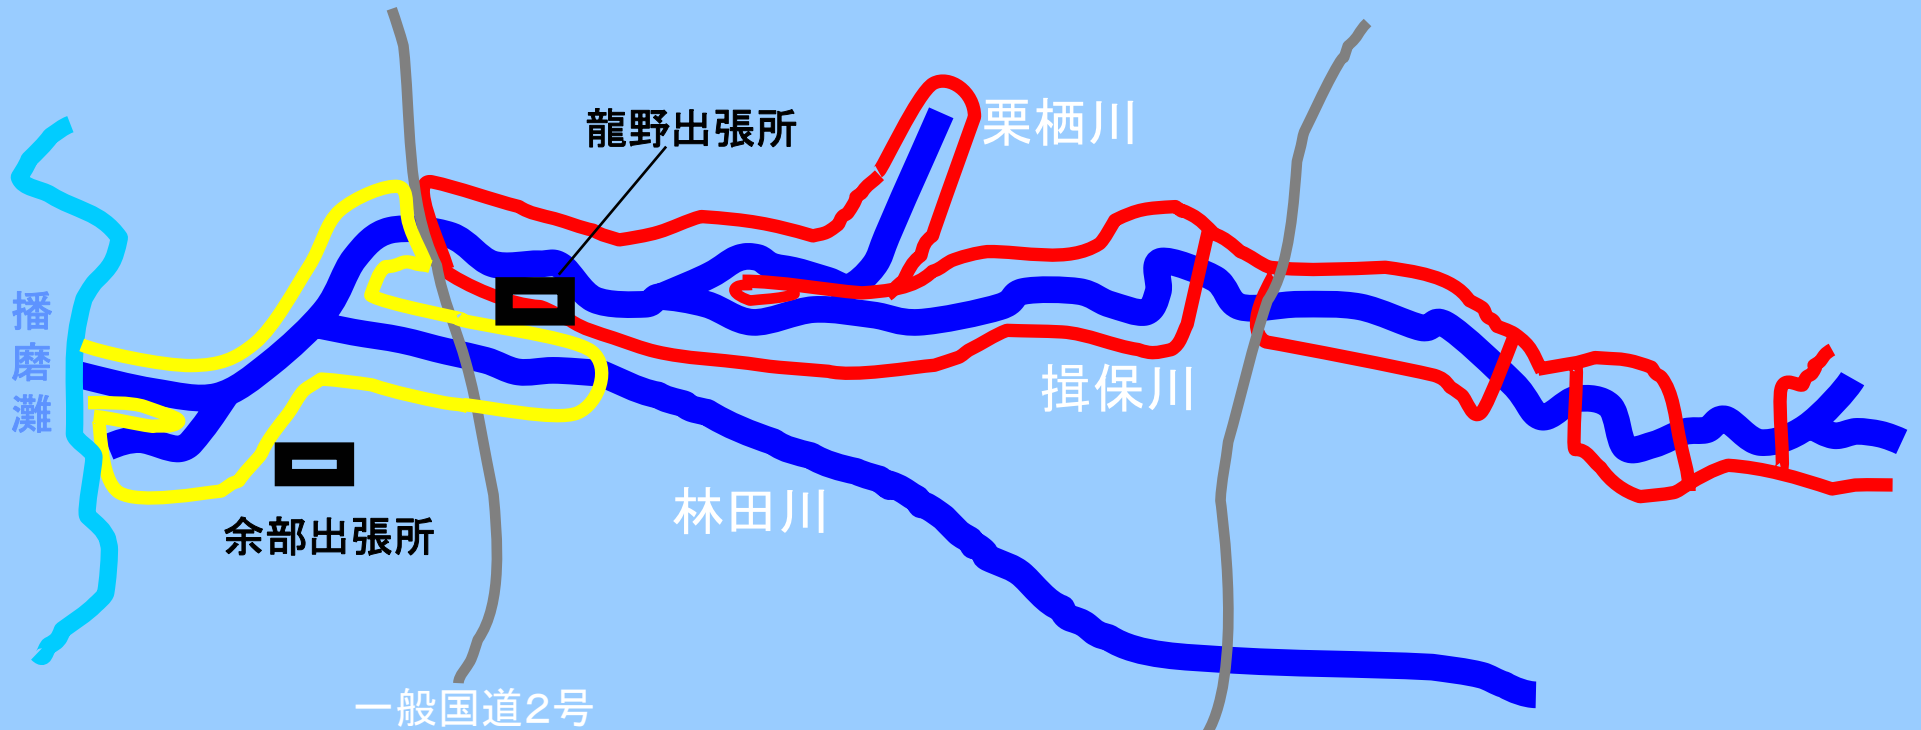 栗栖川
龍野出張所
播磨灘
揖保川
林田川
余部出張所
一般国道2号